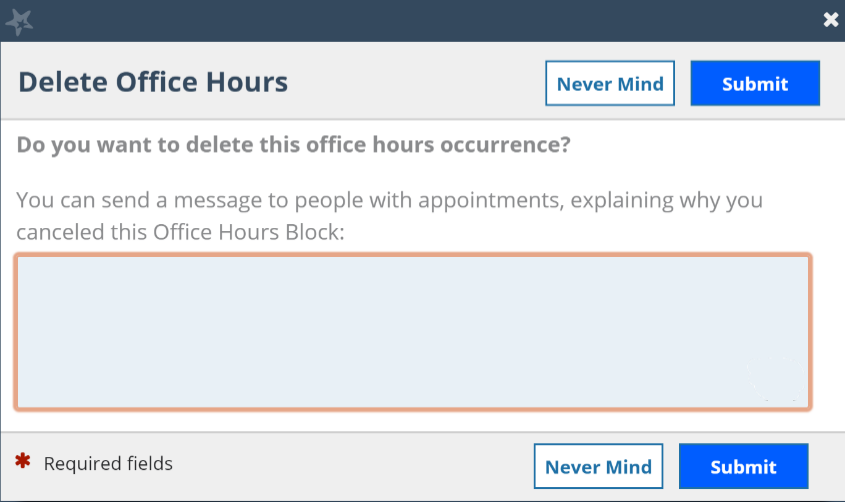 Delete Office Hours
Never Mind
Submit
Do you want to delete this office hours occurrence?
You can send a message to people with appointments, explaining why you
canceled this Office Hours Block:
* Required fields
Never Mind
Submit